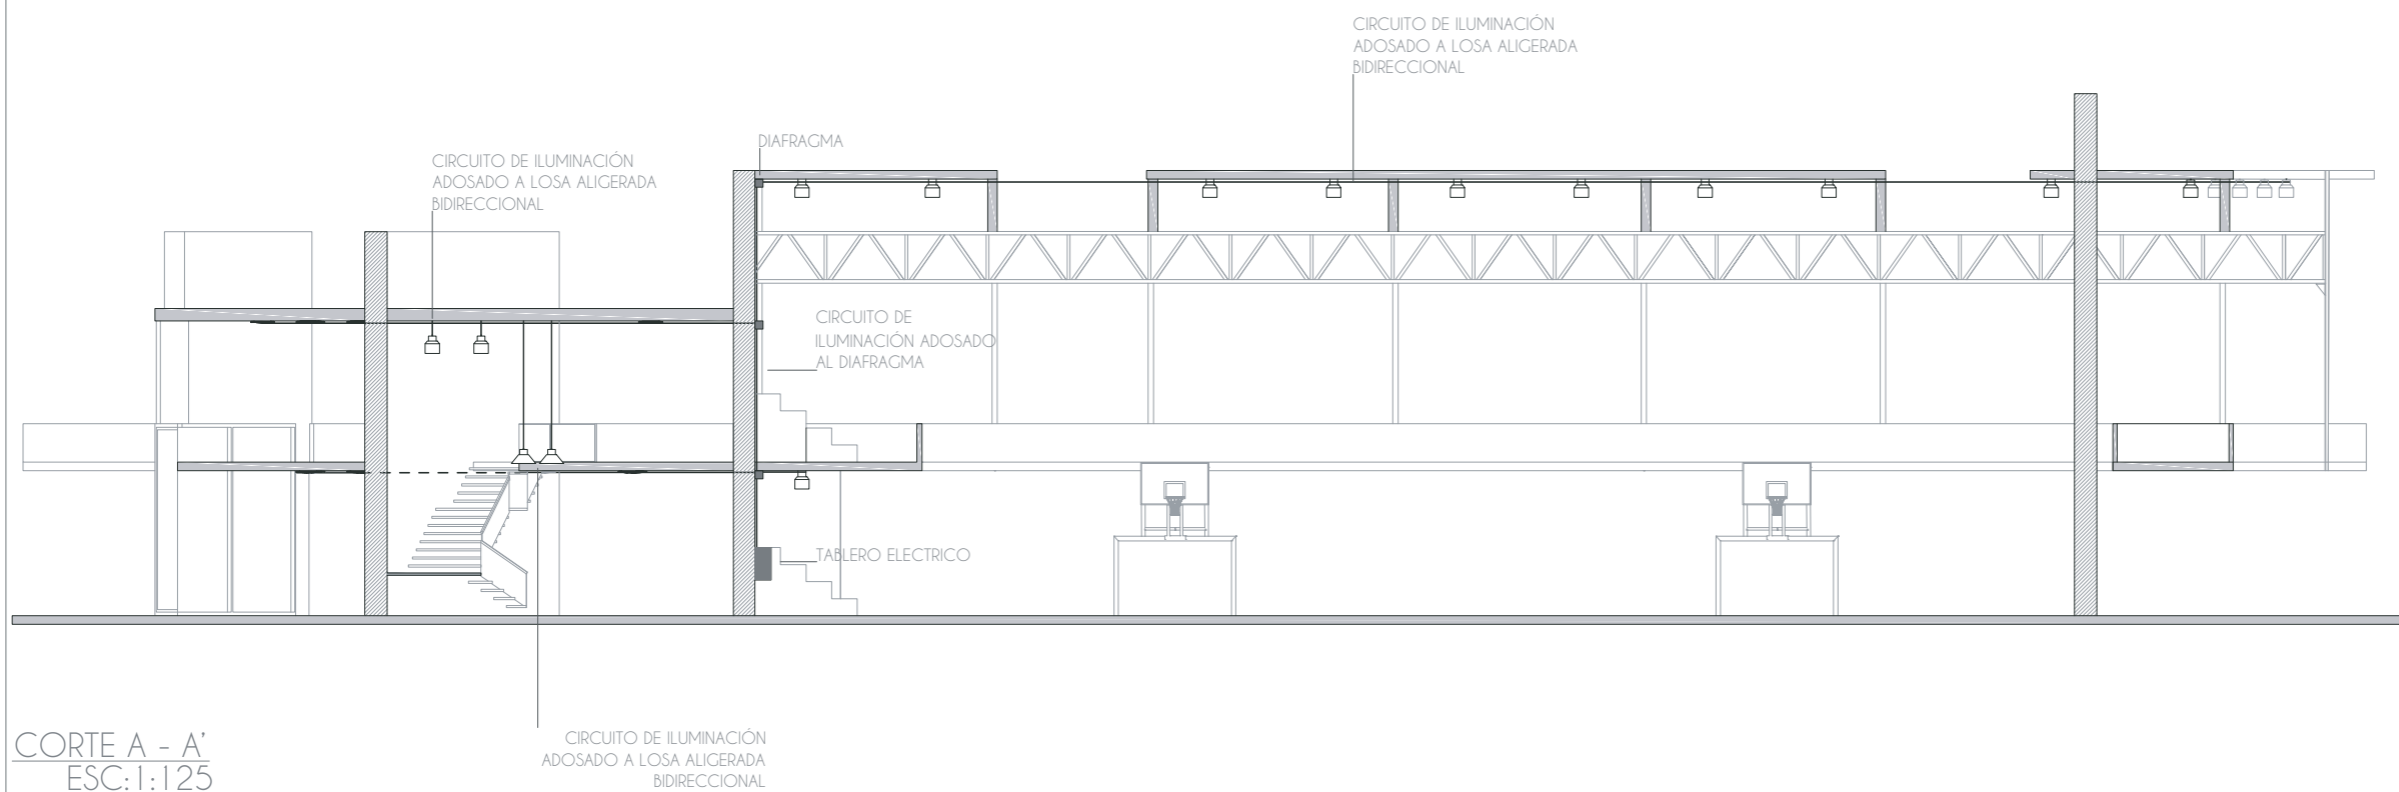 CIRCUITO DE ILUMINACIÓN
ADOSADO A LOSA ALIGERADA
BIDIRECCIONAL
DIAFRAGMA
CIRCUITO DE ILUMINACIÓN
ADOSADO A LOSA ALIGERADA
BIDIRECCIONAL
CIRCUITO DE
ILUMINACIÓN ADOSADO
AL DIAFRAGMA
TABLERO ELECTRICO
CIRCUITO DE ILUMINACIÓN
ADOSADO A LOSA ALIGERADA
BIDIRECCIONAL
CORTE A - A'
ESC:1:125